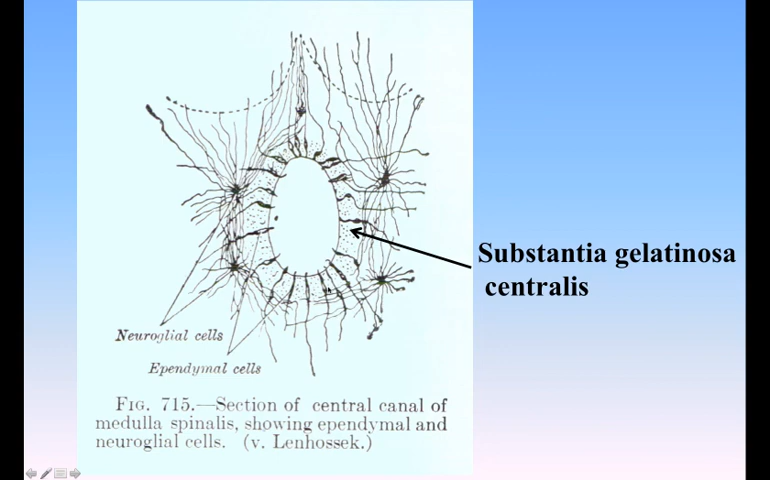 Substantia gelatinosa
centralis
Neuroglial cells
Ependymal cells
FIG. 715.—Section of central canal of
medulla spinalis, showing ependymal and
neuroglial cells. (v. Lenhossek.)